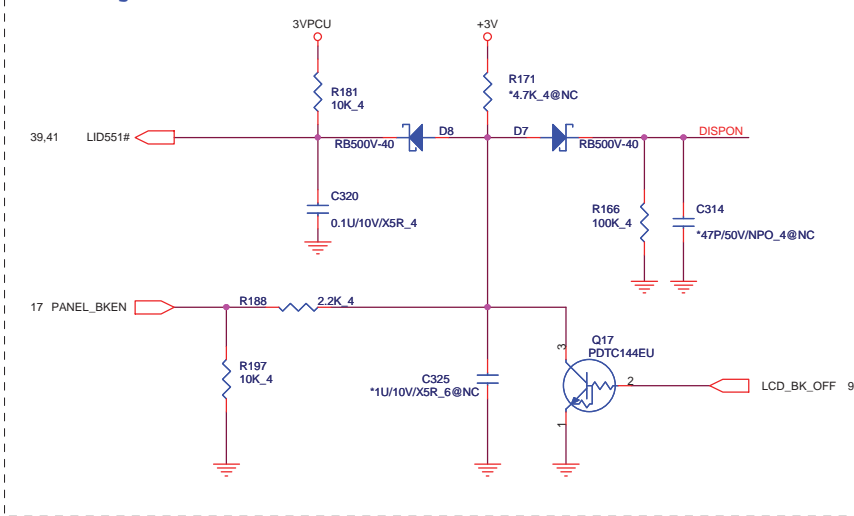 3VPCU
+3V
R181
10K_4
R171
*4.7K_4@NC
39,41 LID551#
D8
D7
DISPON
RB500V-40
RB500V-40
C320
0.1U/10V/X5R_4
R166
100K_4
C314
*47P/50V/NPO_4@NC
17 PANEL_BKEN
R188
2.2K_4
R197
10K_4
C325
*1U/10V/X5R_6@NC
Q17
PDTC144EU
3
2
1
LCD_BK_OFF 9